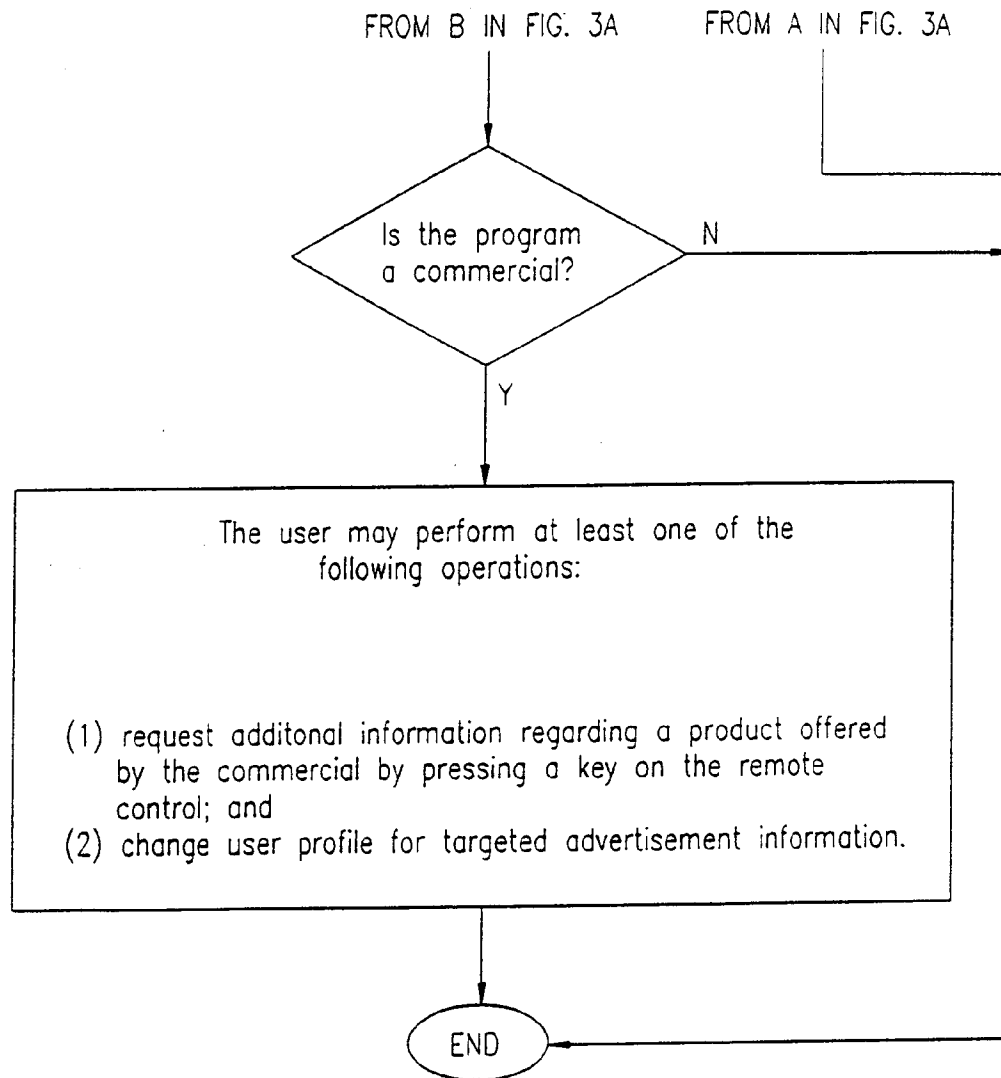 FROM B IN FIG. 3A
FROM A IN FIG. 3A
Is the program
a commercial?
N
Y
The user may perform at least one of the
following operations:
(1) request additonal information regarding a product offered
by the commercial by pressing a key on the remote
control; and
(2) change user profile for targeted advertisement information.
END